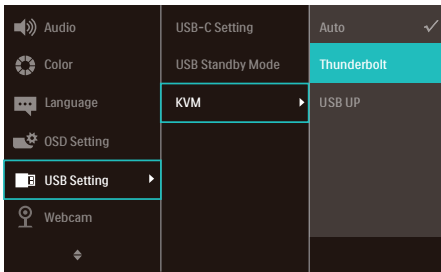 Audio
Color
Language
OSD Setting
USB Setting
Webcam
USB-C Setting
USB Standby Mode
KVM
Auto
Thunderbolt
USB UP